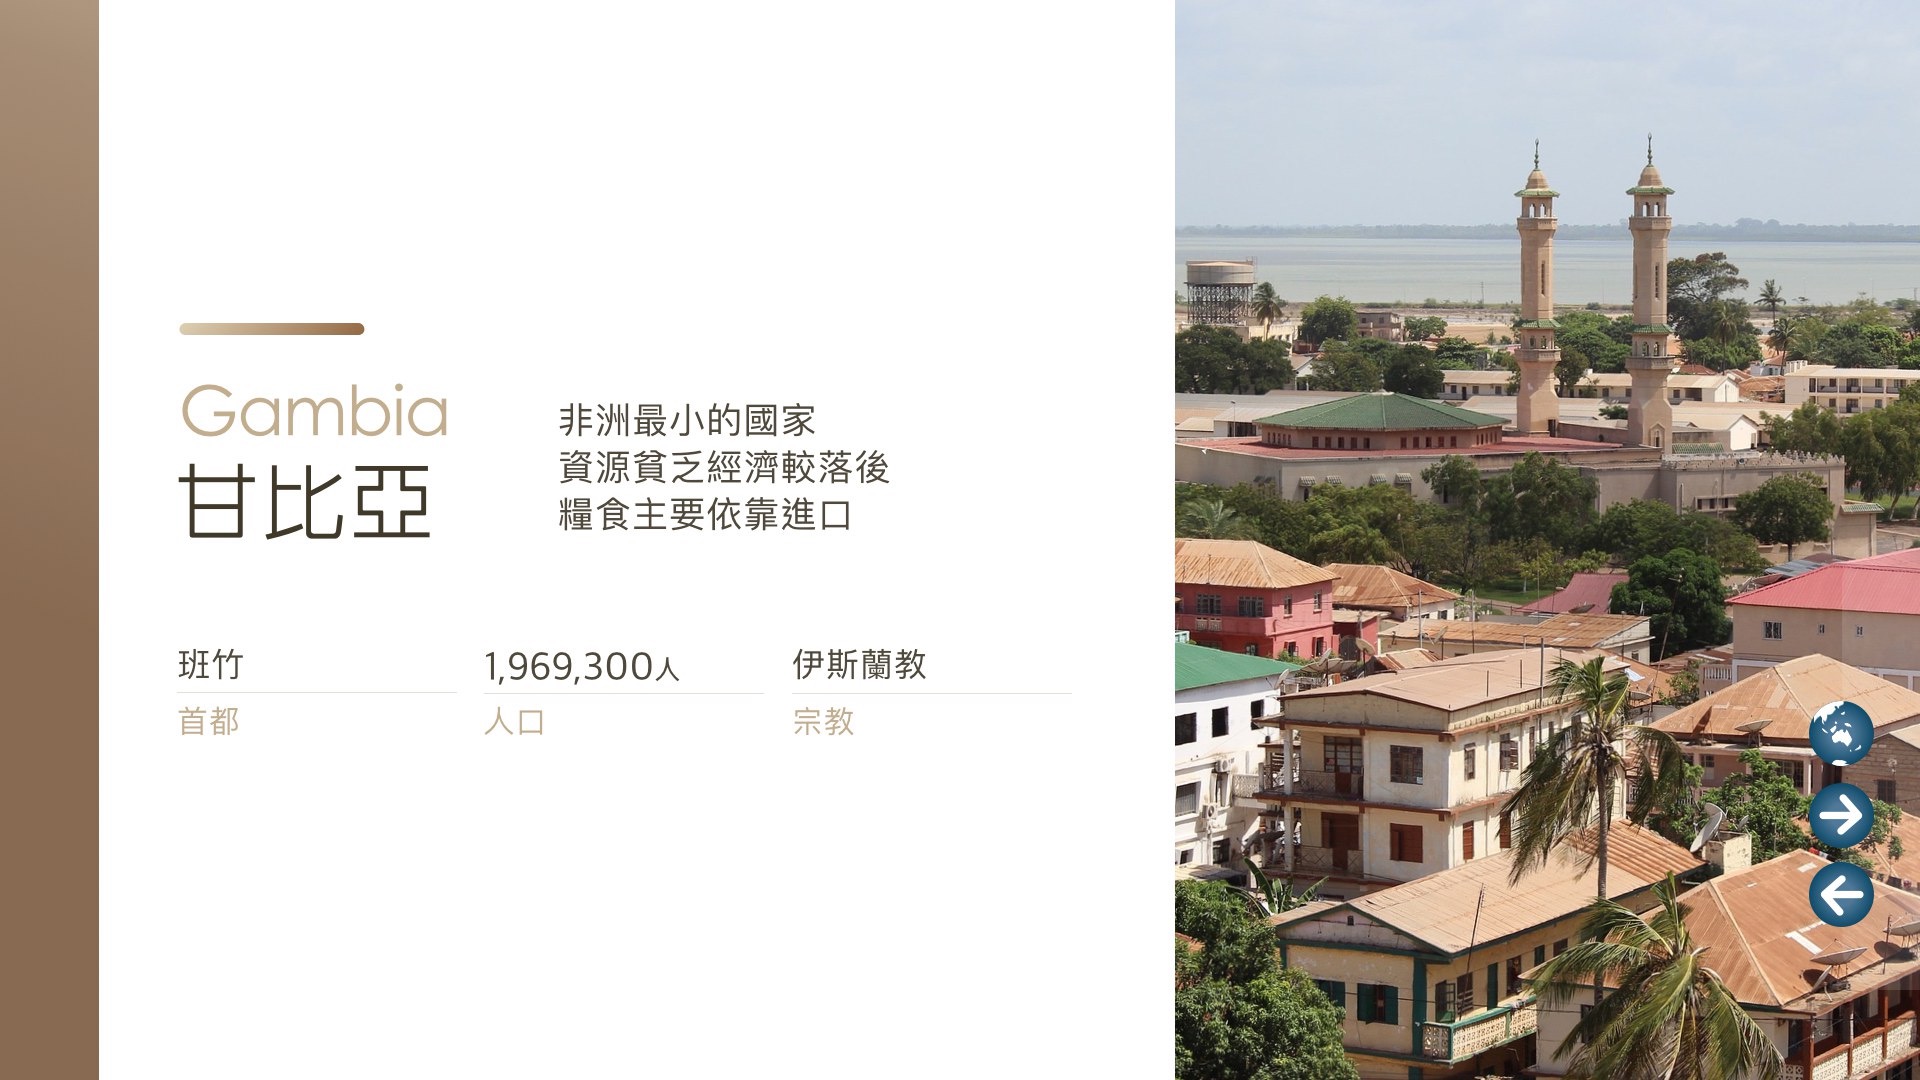 Gambia
甘比亞
非洲最小的國家
資源貧乏經濟較落後
糧食主要依靠進口
班竹
首都
1,969,300人
人口
伊斯蘭教
宗教